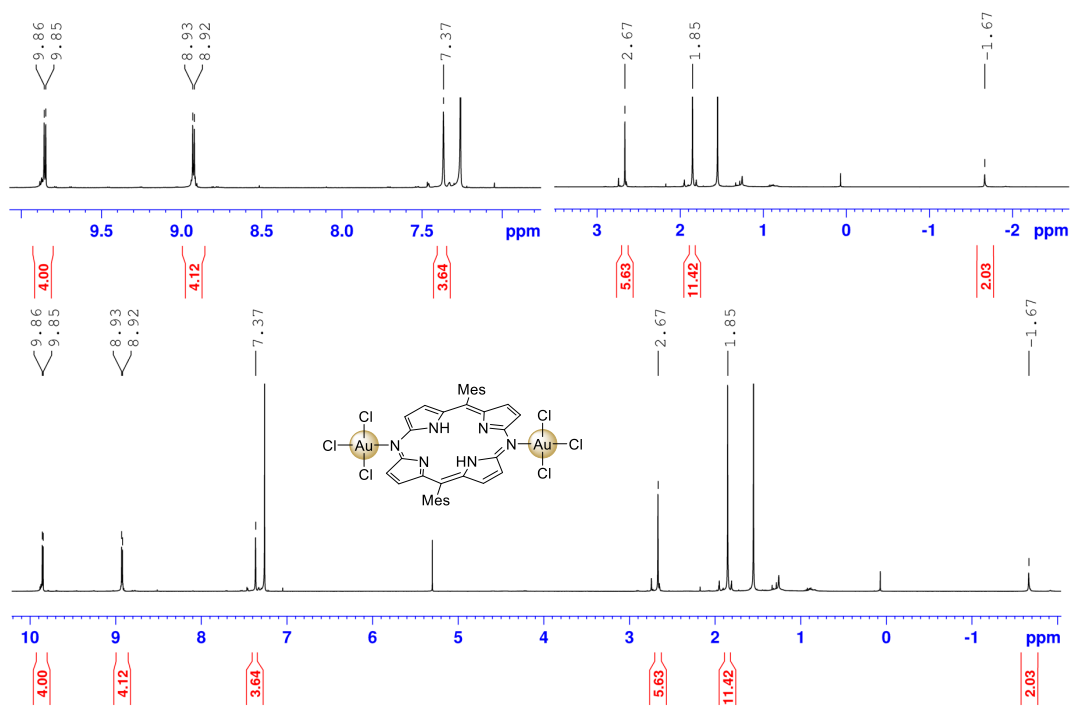 9.86 9.85 8.93 8.92 7.37 2.67 1.85 -1.67
9.5 9.0 8.5 8.0 7.5 ppm 3 2 1 0 -1 -2 ppm
4.00 4.12 3.64 5.63 11.42 2.03
9.86 9.85 8.93 8.92 7.37 2.67 1.85 -1.67
Mes
Cl NH N Cl
Cl Au N N Au Cl
Cl N HN Cl
Mes
10 9 8 7 6 5 4 3 2 1 0 -1 ppm
4.00 4.12 3.64 5.63 11.42 2.03